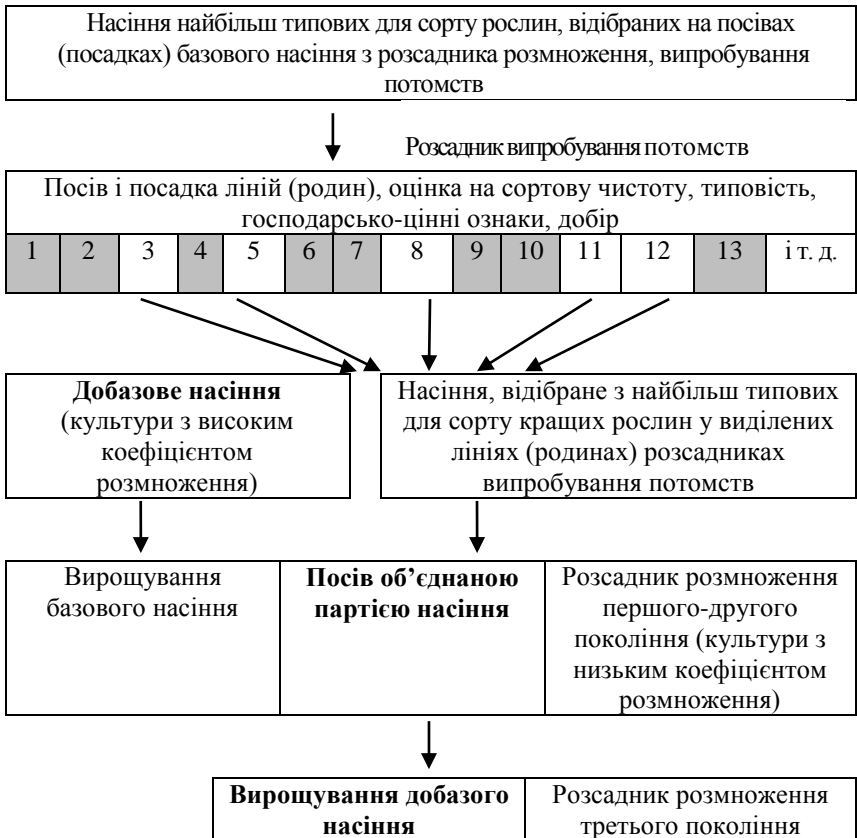 Насіння найбільш типових для сорту рослин, відібраних на посівах
(посадках) базового насіння з розсадника розмноження, випробування
потомств
Розсадник випробування потомств
Посів і посадка ліній (родин), оцінка на сортову чистоту, типовість,
господарсько-цінні ознаки, добір
1 2 3 4 5 6 7 8 9 10 11 12 13 і т. д.
Добазове насіння
(культури з високим
коефіцієнтом
розмноження)
Насіння, відібране з найбільш типових
для сорту кращих рослин у виділених
лініях (родинах) розсадниках
випробування потомств
Вирощування
базового насіння
Посів об’єднаною
партією насіння
Розсадник розмноження
першого-другого
покоління (культури з
низьким коефіцієнтом
розмноження)
Вирощування добазого
насіння
Розсадник розмноження
третього покоління